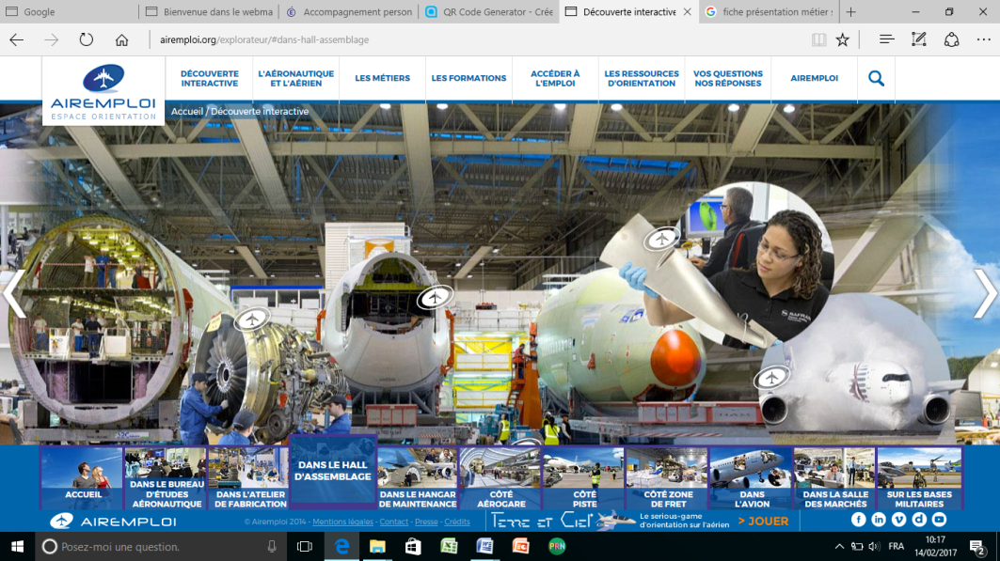 Google
Bienvenue dans le webma
Accompagnement person
QR Code Generator - Crée
Découverte interactive
fiche présentation métier :
airemploi.org/explorateur/#dans-hall-assemblage
AIREMPLOI
ESPACE ORIENTATION
DÉCOUVERTE
INTERACTIVE
L'AÉRONAUTIQUE
ET L'AÉRIEN
LES MÉTIERS
LES FORMATIONS
ACCÉDER À
L'EMPLOI
LES RESSOURCES
D'ORIENTATION
VOS QUESTIONS
NOS RÉPONSES
AIREMPLOI
Accueil / Découverte interactive
SAFRAN
ACCUEIL
DANS LE BUREAU
D'ÉTUDES
AÉRONAUTIQUE
DANS L'ATELIER
DE FABRICATION
DANS LE HALL
D'ASSEMBLAGE
DANS LE HANGAR
DE MAINTENANCE
CÔTÉ
AÉROGARE
CÔTÉ
PISTE
CÔTÉ ZONE
DE FRET
DANS
L'AVION
DANS LA SALLE
DES MARCHÉS
SUR LES BASES
MILITAIRES
AIREMPLOI
© Airemploi 2014 - Mentions légales - Contact - Presse - Crédits
TERRE ET CIEL
Le serious-game
d'orientation sur l'aérien
> JOUER
Posez-moi une question.
PRN
FRA
10:17
14/02/2017
2